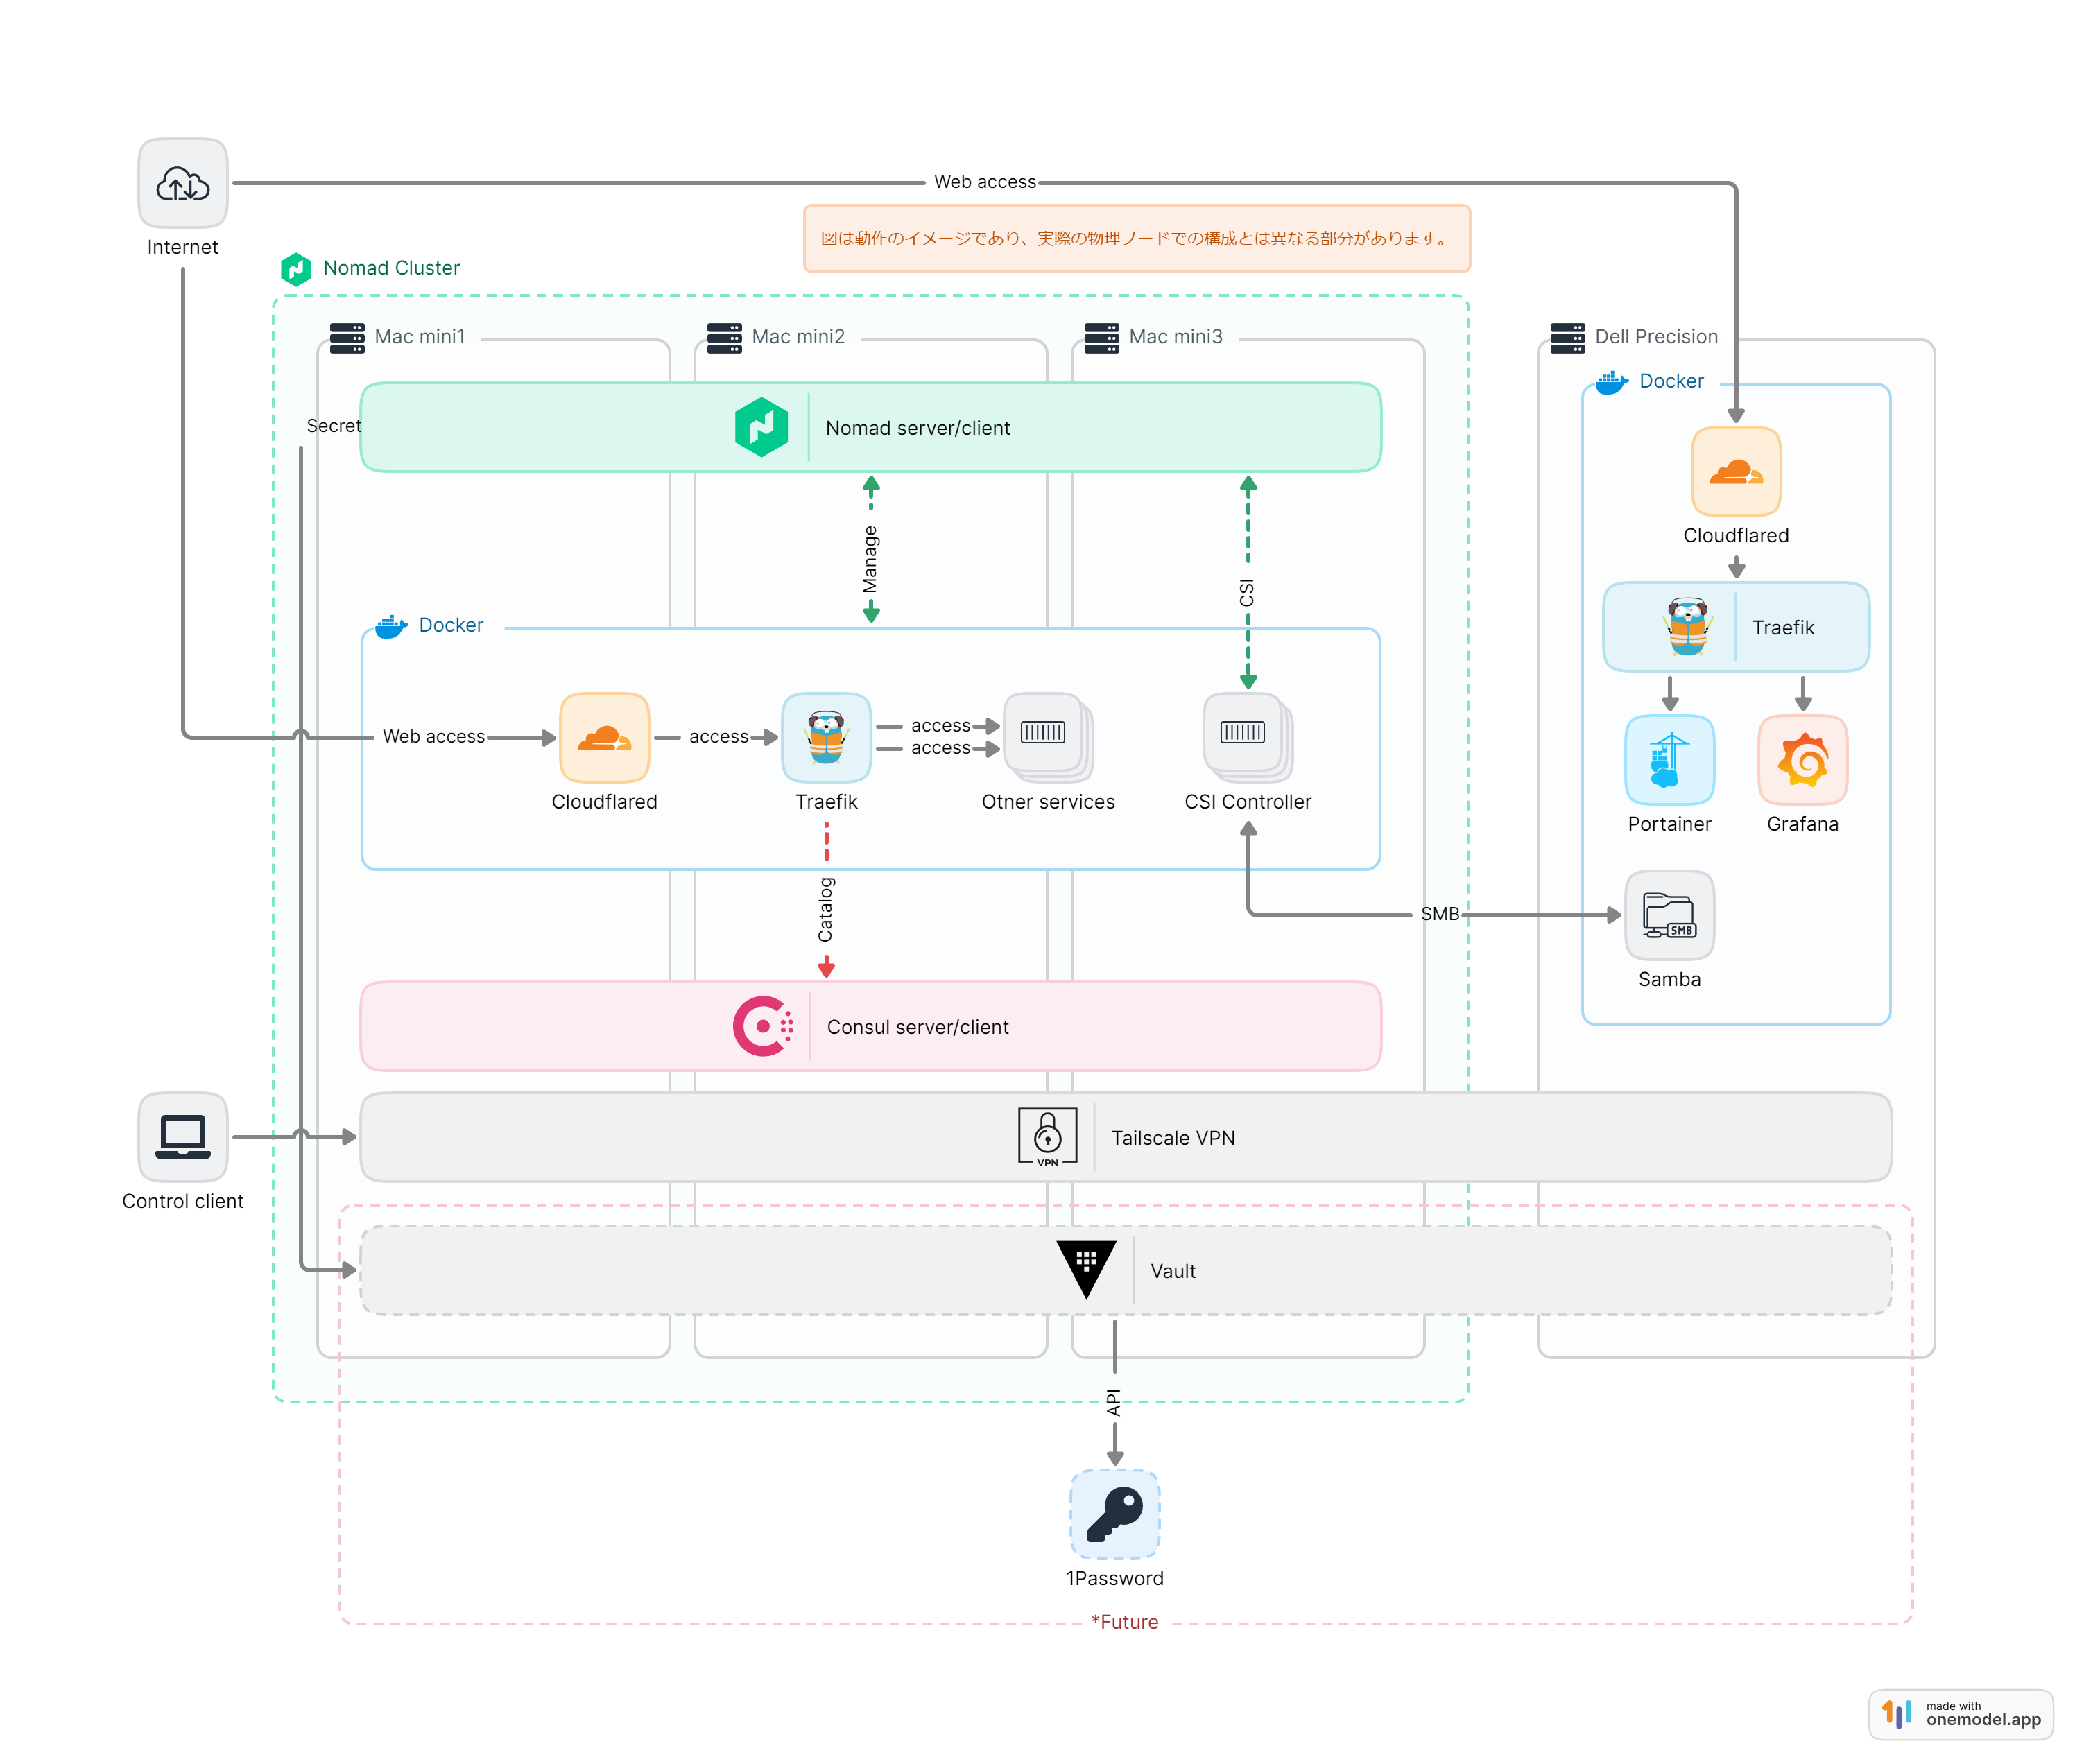 Internet
Web access
図は動作のイメージであり、実際の物理ノードでの構成とは異なる部分があります。
Nomad Cluster
Mac mini1
Mac mini2
Mac mini3
Dell Precision
Docker
Secret
Nomad server/client
Cloudflared
Manage
CSI
Docker
Traefik
Web access
access
access
access
Cloudflared
Traefik
Otner services
CSI Controller
Portainer
Grafana
Catalog
SMB
SMB
Samba
Consul server/client
Control client
VPN
Tailscale VPN
Vault
API
1Password
*Future
made with
onemodel.app